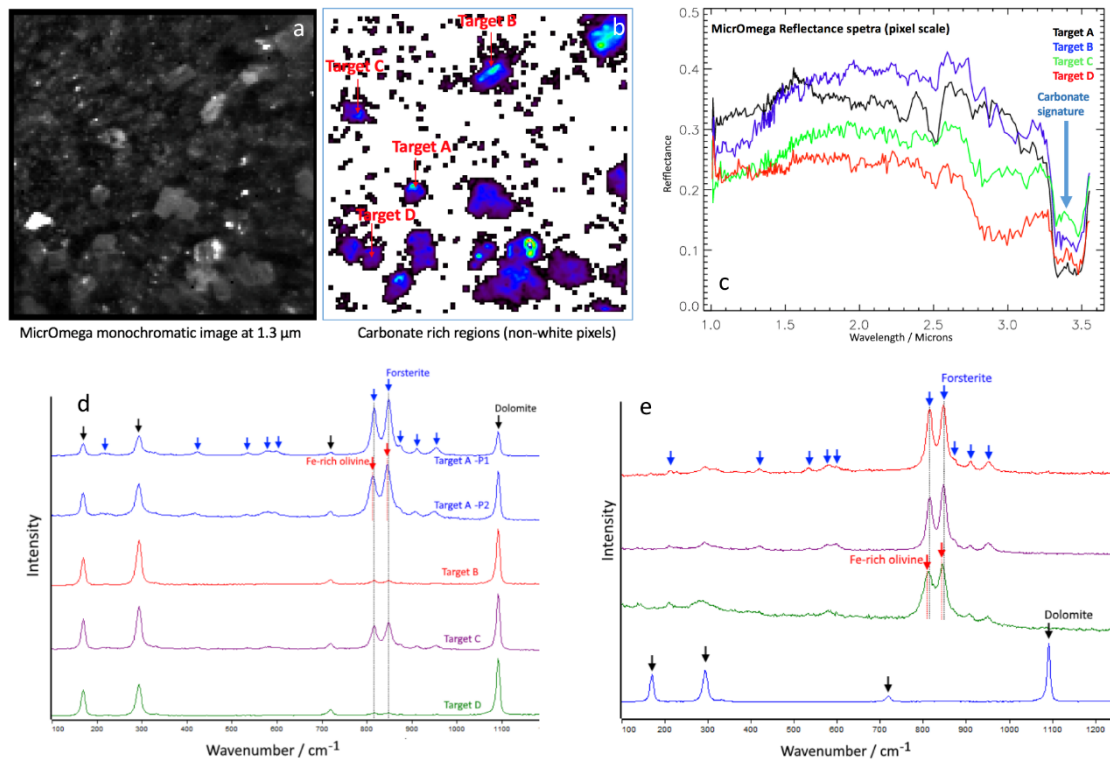 a
MicrOmega monochromatic image at 1.3 μm
b
Target B
Target C
Target A
Target D
Carbonate rich regions (non-white pixels)
MicrOmega Reflectance spetra (pixel scale)
Target A
Target B
Target C
Target D
Carbonate
signature
c
0.5
0.4
0.3
0.2
0.1
0.0
Refflectance
1.0 1.5 2.0 2.5 3.0 3.5
Wavelength / Microns
d
Forsterite
Dolomite
Fe-rich olivine
Target A -P1
Target A -P2
Target B
Target C
Target D
Intensity
100 200 300 400 500 600 700 800 900 1000 1100
Wavenumber / cm-1
e
Forsterite
Fe-rich olivine
Dolomite
Intensity
100 200 300 400 500 600 700 800 900 1000 1100 1200
Wavenumber / cm-1